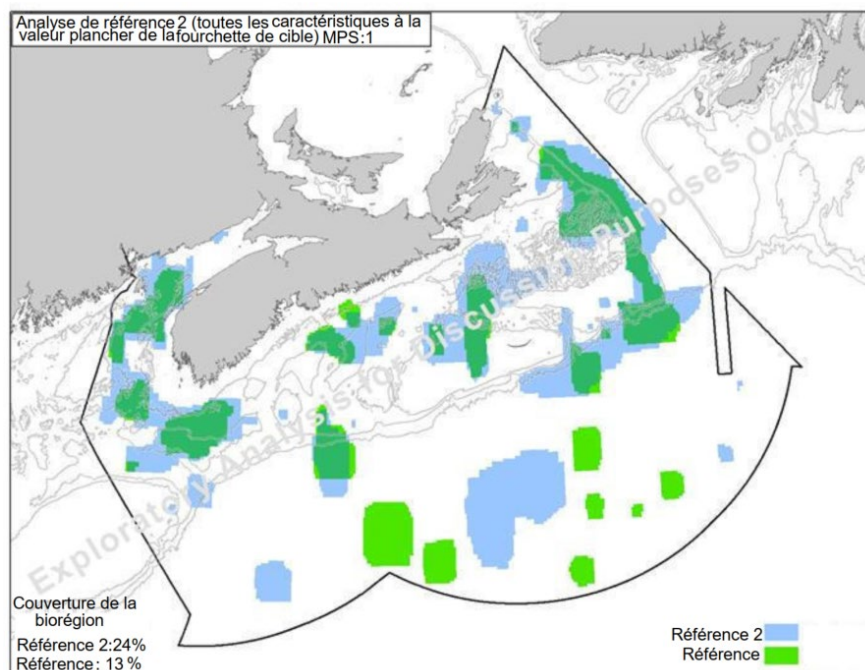 Analyse de référence 2 (toutes les caractéristiques à la
valeur plancher de la fourchette de cible) MPS:1
Exploratory Analysis for Discussion Purposes Only
Couverture de la
biorégion
Référence 2:24%
Référence: 13 %
Référence 2
Référence